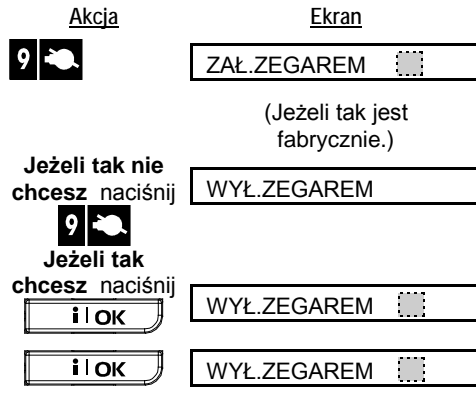 Akcja Ekran
9
ZAŁ.ZEGAREM
(Jeżeli tak jest
fabrycznie.)
Jeżeli tak nie
chcesz naciśnij
WYŁ.ZEGAREM
9
Jeżeli tak
chcesz naciśnij
i OK
WYŁ.ZEGAREM
i OK
WYŁ.ZEGAREM